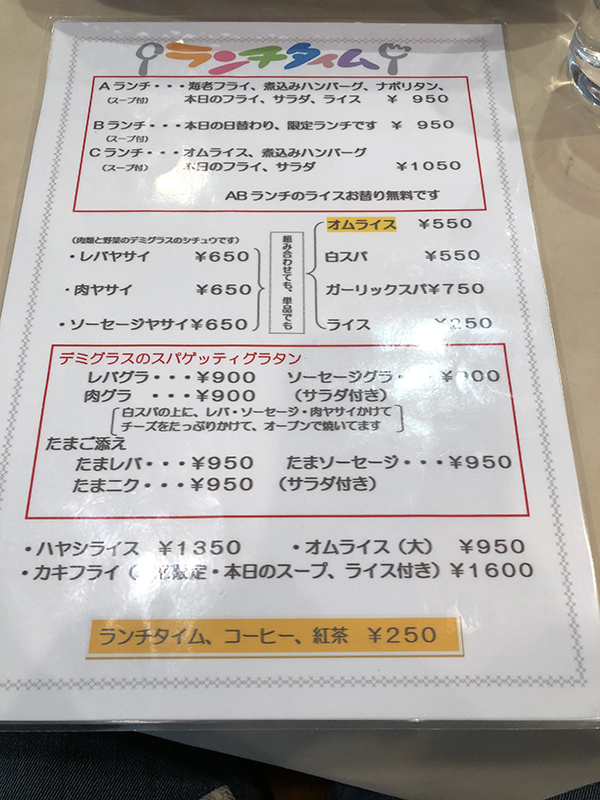 ランチタイム
Aランチ・・・海老フライ、煮込みハンバーグ、ナポリタン、
(スープ付) 本日のフライ、サラダ、ライス ¥950
Bランチ・・・本日の日替わり、限定ランチです ¥950
(スープ付)
Cランチ・・・オムライス、煮込みハンバーグ
(スープ付) 本日のフライ、サラダ ¥1050
ABランチのライスお替り無料です
(肉類と野菜のデミグラスのシチュウです)
・レバヤサイ ¥650
・肉ヤサイ ¥650
・ソーセージヤサイ¥650
組み合わせても、単品でも
オムライス ¥550
白スパ ¥550
ガーリックスパ¥750
ライス ¥250
デミグラスのスパゲッティグラタン
レバグラ・・・¥900 ソーセージグラ・・・¥900
肉グラ ・・・¥900 (サラダ付き)
白スパの上に、レバ・ソーセージ・肉ヤサイかけて
チーズをたっぷりかけて、オーブンで焼いてます
たまご添え
たまレバ・・・¥950 たまソーセージ・・・¥950
たまニク・・・¥950 (サラダ付き)
・ハヤシライス ¥1350 ・オムライス(大) ¥950
・カキフライ( 限定・本日のスープ、ライス付き)¥1600
ランチタイム、コーヒー、紅茶 ¥250